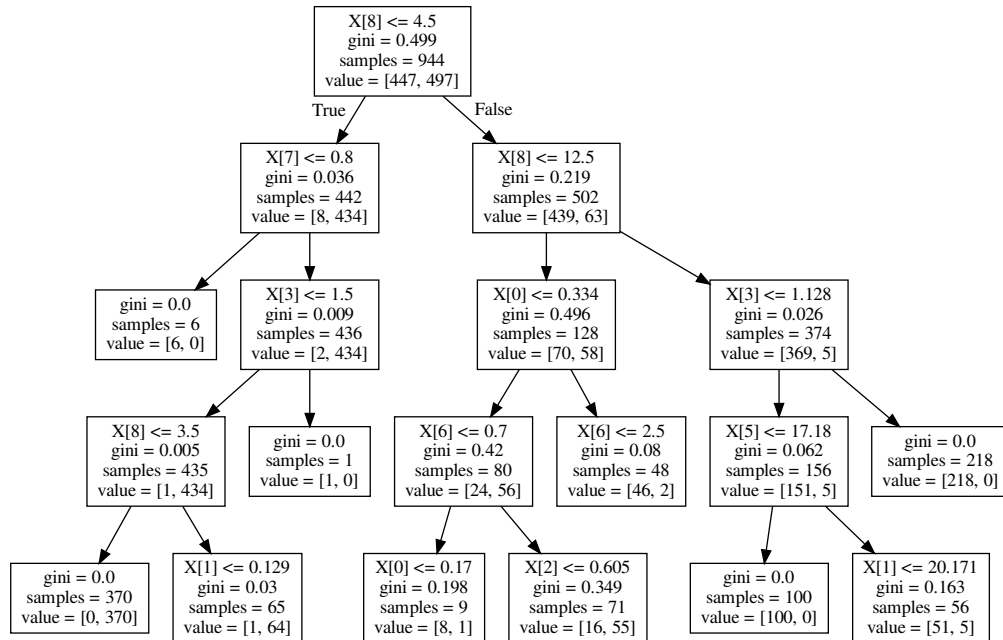 X[8] <= 4.5
gini = 0.499
samples = 944
value = [447, 497]
True
False
X[7] <= 0.8
gini = 0.036
samples = 442
value = [8, 434]
X[8] <= 12.5
gini = 0.219
samples = 502
value = [439, 63]
gini = 0.0
samples = 6
value = [6, 0]
X[3] <= 1.5
gini = 0.009
samples = 436
value = [2, 434]
X[0] <= 0.334
gini = 0.496
samples = 128
value = [70, 58]
X[3] <= 1.128
gini = 0.026
samples = 374
value = [369, 5]
X[8] <= 3.5
gini = 0.005
samples = 435
value = [1, 434]
gini = 0.0
samples = 1
value = [1, 0]
X[6] <= 0.7
gini = 0.42
samples = 80
value = [24, 56]
X[6] <= 2.5
gini = 0.08
samples = 48
value = [46, 2]
X[5] <= 17.18
gini = 0.062
samples = 156
value = [151, 5]
gini = 0.0
samples = 218
value = [218, 0]
gini = 0.0
samples = 370
value = [0, 370]
X[1] <= 0.129
gini = 0.03
samples = 65
value = [1, 64]
X[0] <= 0.17
gini = 0.198
samples = 9
value = [8, 1]
X[2] <= 0.605
gini = 0.349
samples = 71
value = [16, 55]
gini = 0.0
samples = 100
value = [100, 0]
X[1] <= 20.171
gini = 0.163
samples = 56
value = [51, 5]